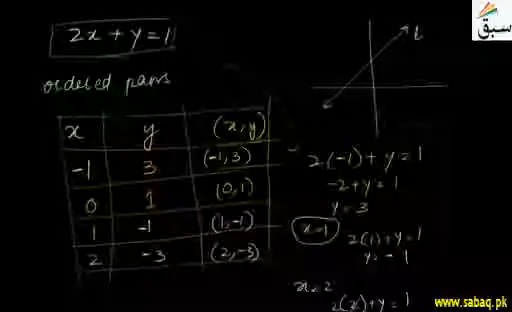 2x + y = 1
ordered pairs
x y (x,y)
-1 3 (-1,3)
0 1 (0,1)
1 -1 (1,-1)
2 -3 (2,-3)
l
سبق
2(-1) + y = 1
-2 + y = 1
y = 3
x=1
2(1) + y = 1
y = -1
x = 2
2(x) + y = 1
www.sabaq.pk